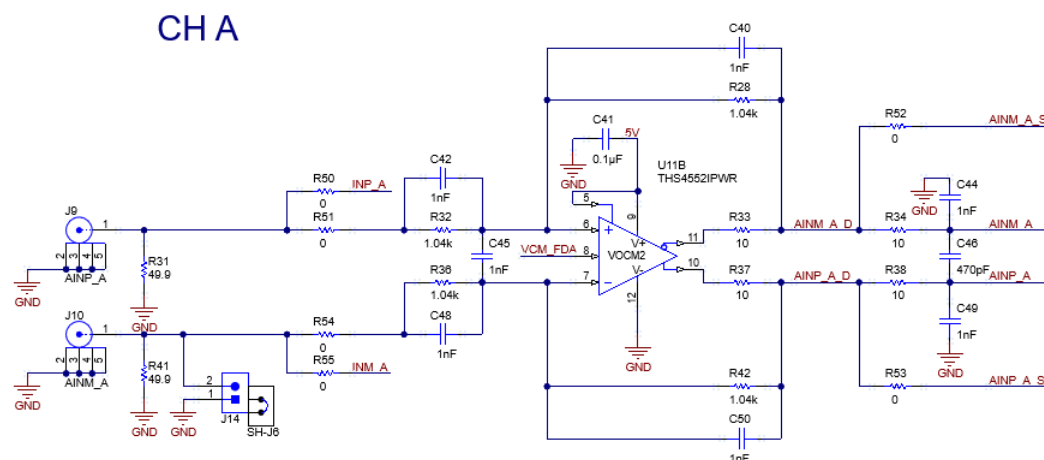 CH A
C40
1nF
R28
1.04k
R52
AINM_A_S
0
C41
5V
0.1µF
GND
U11B
THS4552IPWR
C42
1nF
R50
INP_A
0
R51
0
R32
1.04k
J9
1
2
3
4
5
AINP_A
GND
R31
49.9
GND
C45
1nF
VCM_FDA
5
6
8
7
9
+
V+
VOCM2
V-
−
11
10
12
GND
R33
10
AINM_A_D
R34
10
AINM_A
GND
C44
1nF
C46
470pF
R37
10
AINP_A_D
R38
10
AINP_A
C49
1nF
GND
R36
1.04k
C48
1nF
J10
1
2
3
4
5
AINM_A
GND
R41
49.9
GND
R54
0
R55
INM_A
0
2
1
J14
SH-J6
GND
R42
1.04k
C50
1nF
R53
AINP_A_S
0